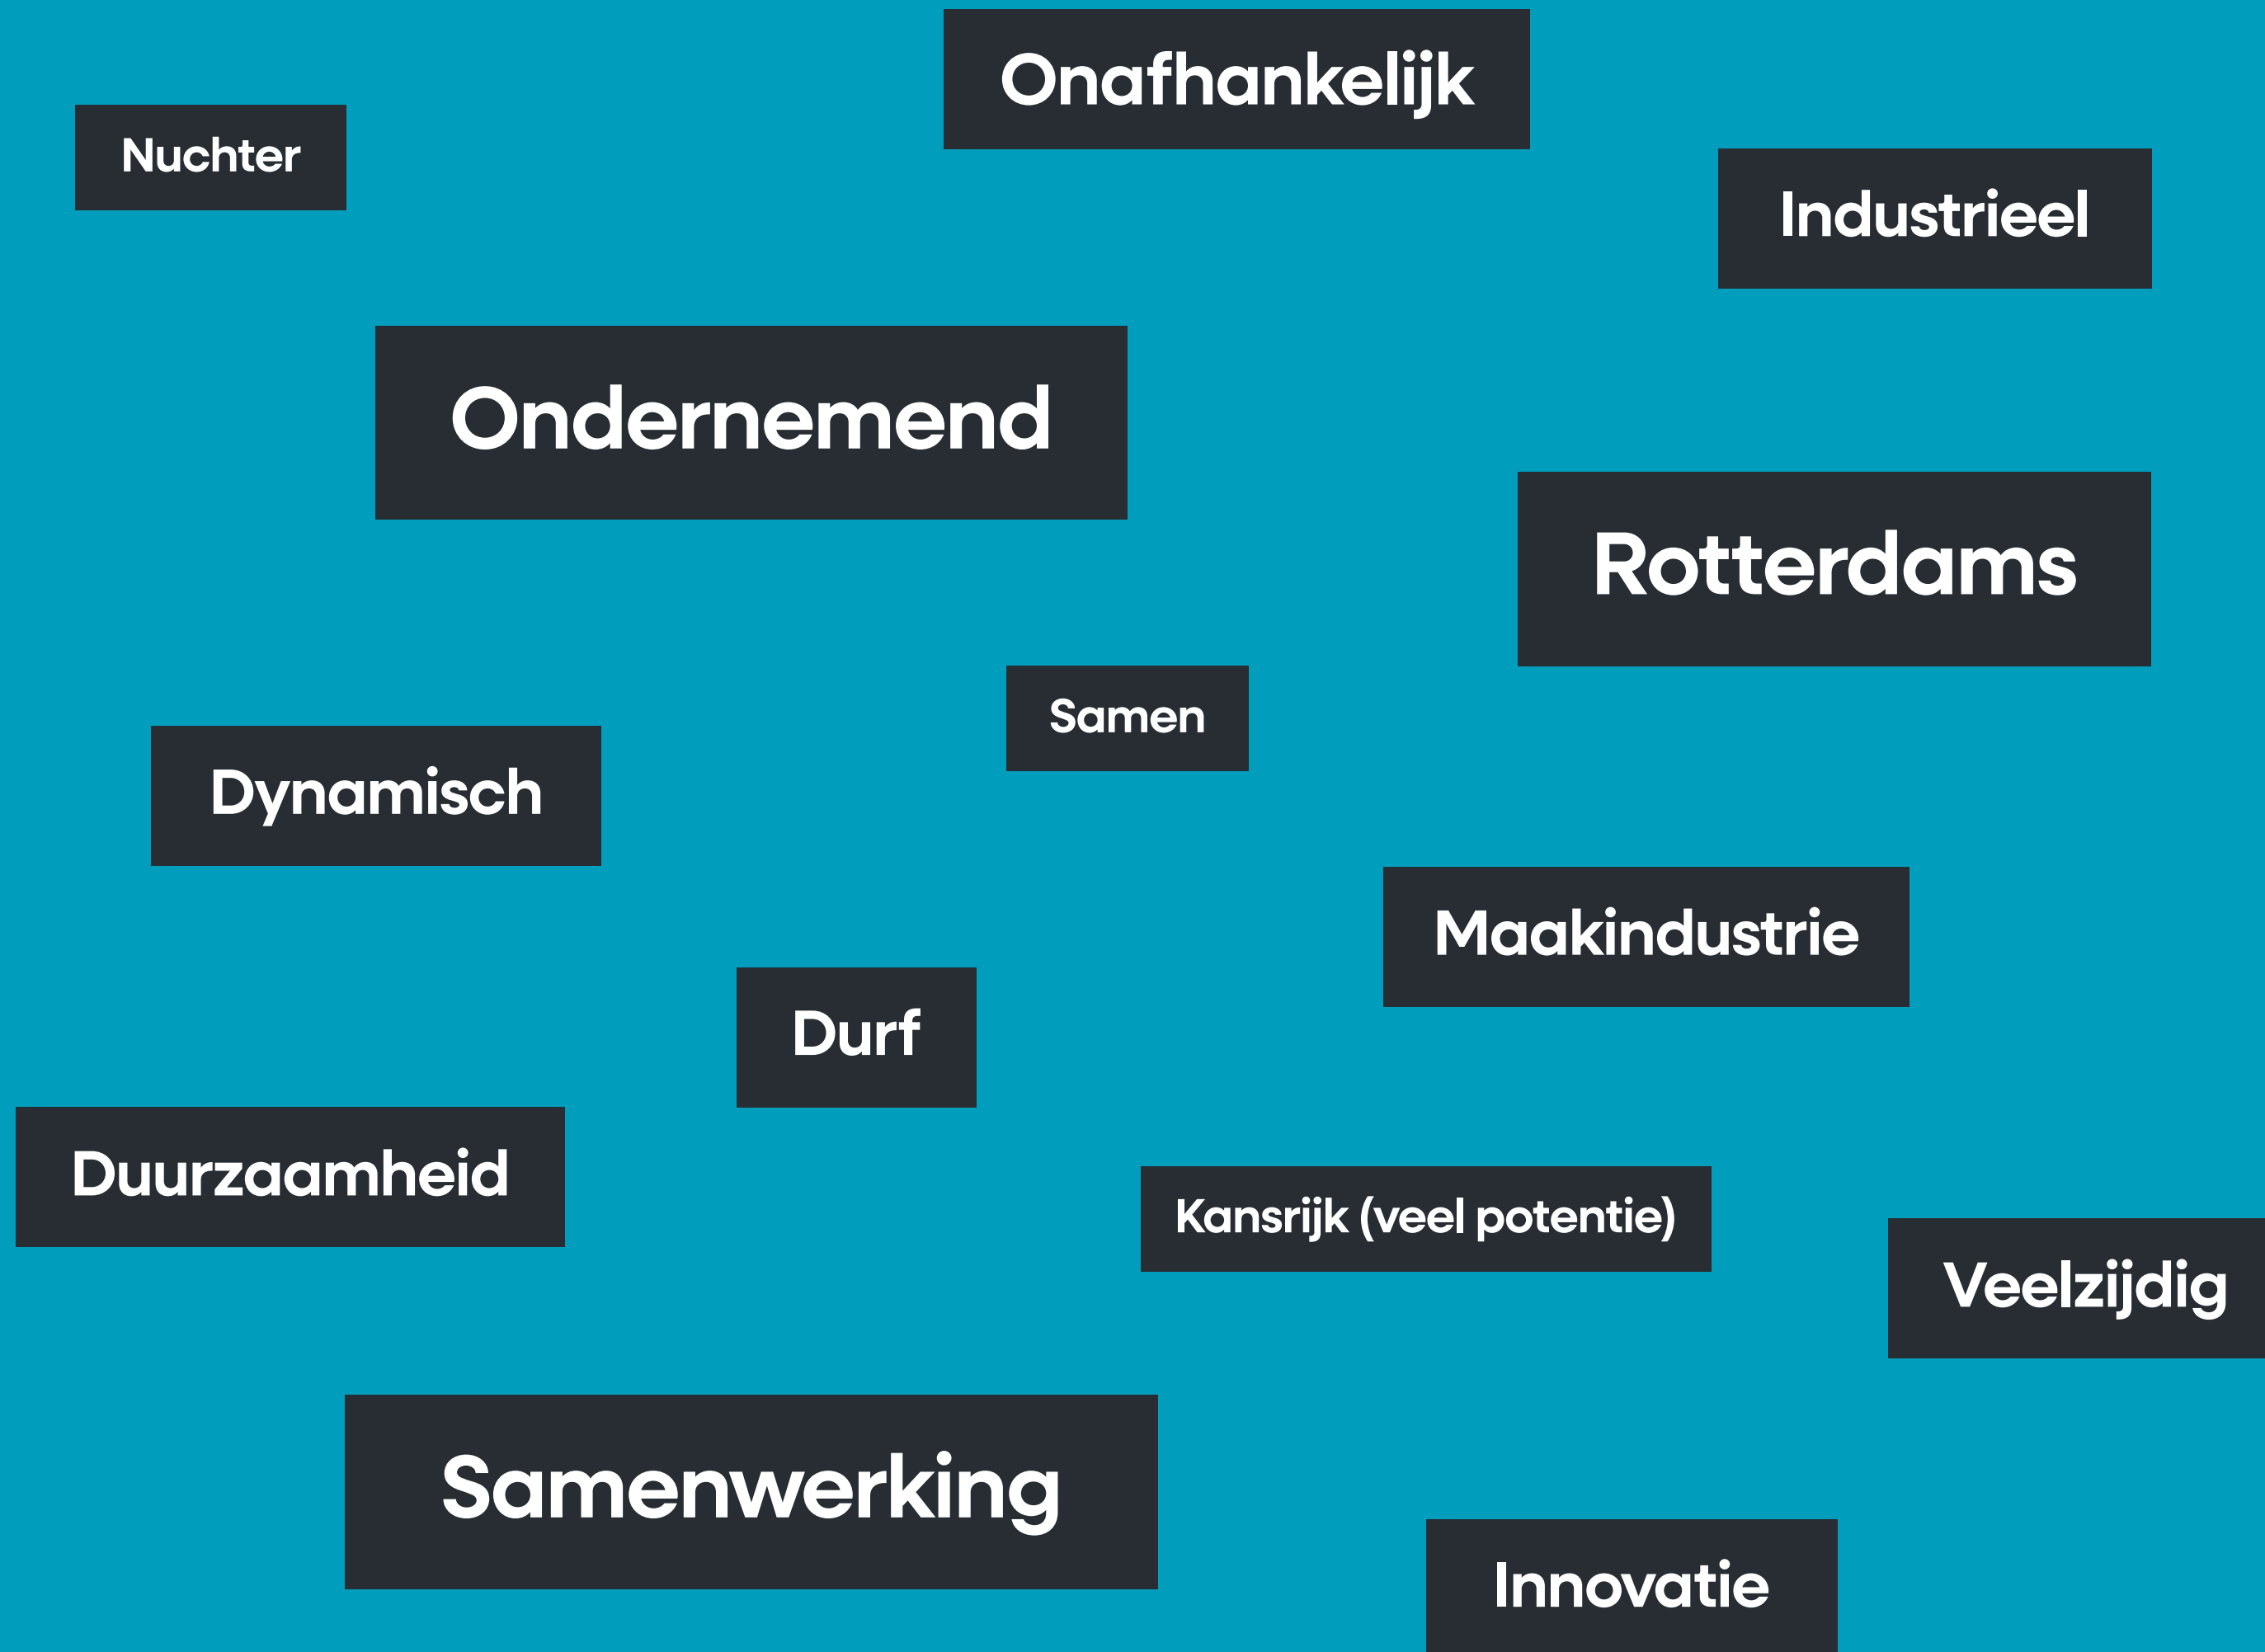 Onafhankelijk
Nuchter
Industrieel
Ondernemend
Rotterdams
Samen
Dynamisch
Maakindustrie
Durf
Duurzaamheid
Kansrijk (veel potentie)
Veelzijdig
Samenwerking
Innovatie